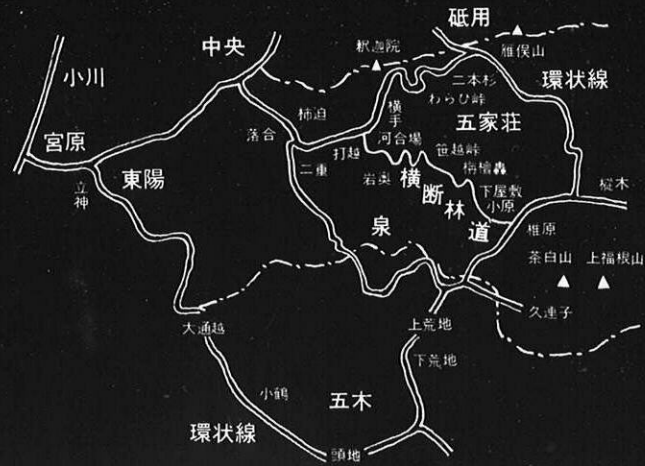 砥用
中央
釈迦院
雁俣山
小川
二本杉
環状線
わらび峠
柿迫
横手
五家荘
宮原
落合
河合場
打越
笹越峠
東陽
二重
岩奥
横断林道
栴檀轟
下屋敷
小原
樅木
立神
泉
椎原
茶臼山
上福根山
久連子
大通越
上荒地
下荒地
小鶴
五木
環状線
頭地